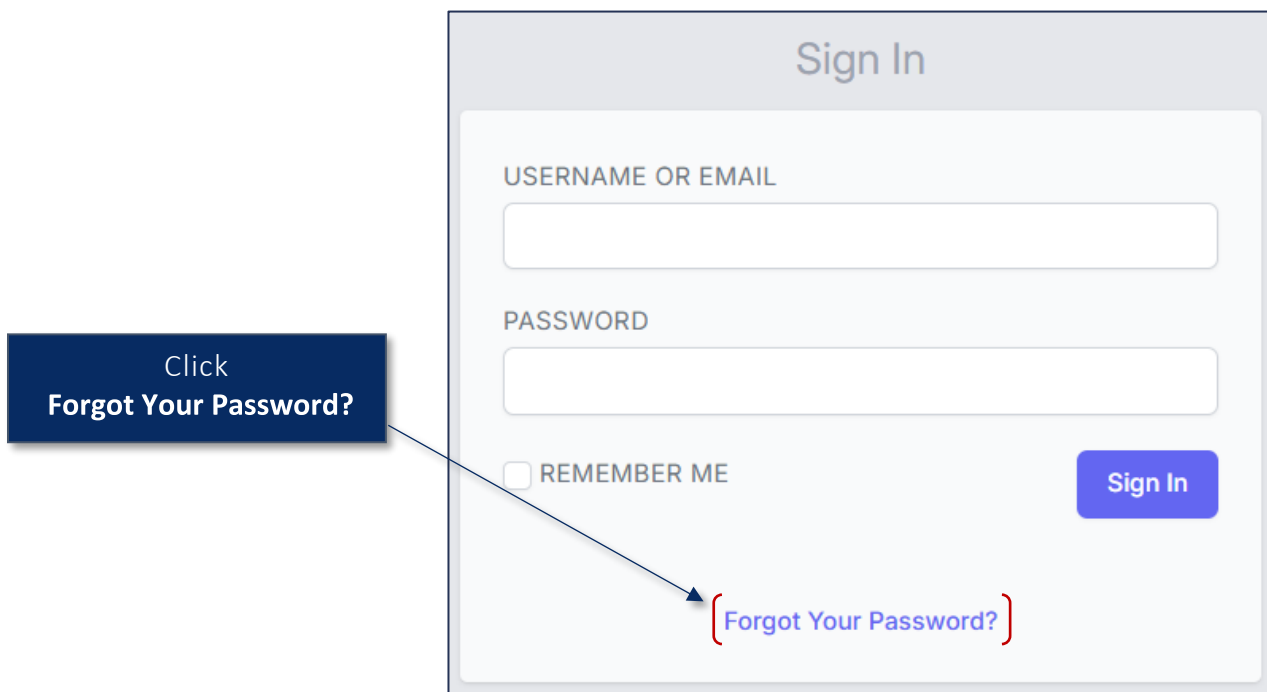 Sign In
USERNAME OR EMAIL
PASSWORD
Click
Forgot Your Password?
REMEMBER ME
Sign In
Forgot Your Password?